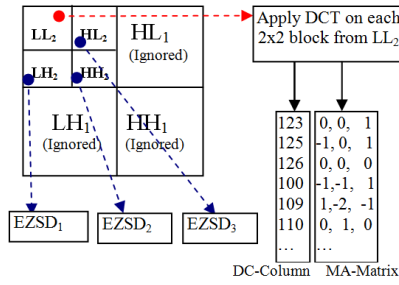 LL2 HL2 HL1
(Ignored)
LH2 HH2
LH1 HH1
(Ignored) (Ignored)
EZSD1 EZSD2 EZSD3
Apply DCT on each
2x2 block from LL2
123 0, 0, 1
125 -1, 0, 1
126 0, 0, 0
100 -1,-1, 1
109 1,-2, -1
110 0, 1, 0
... ...
DC-Column MA-Matrix